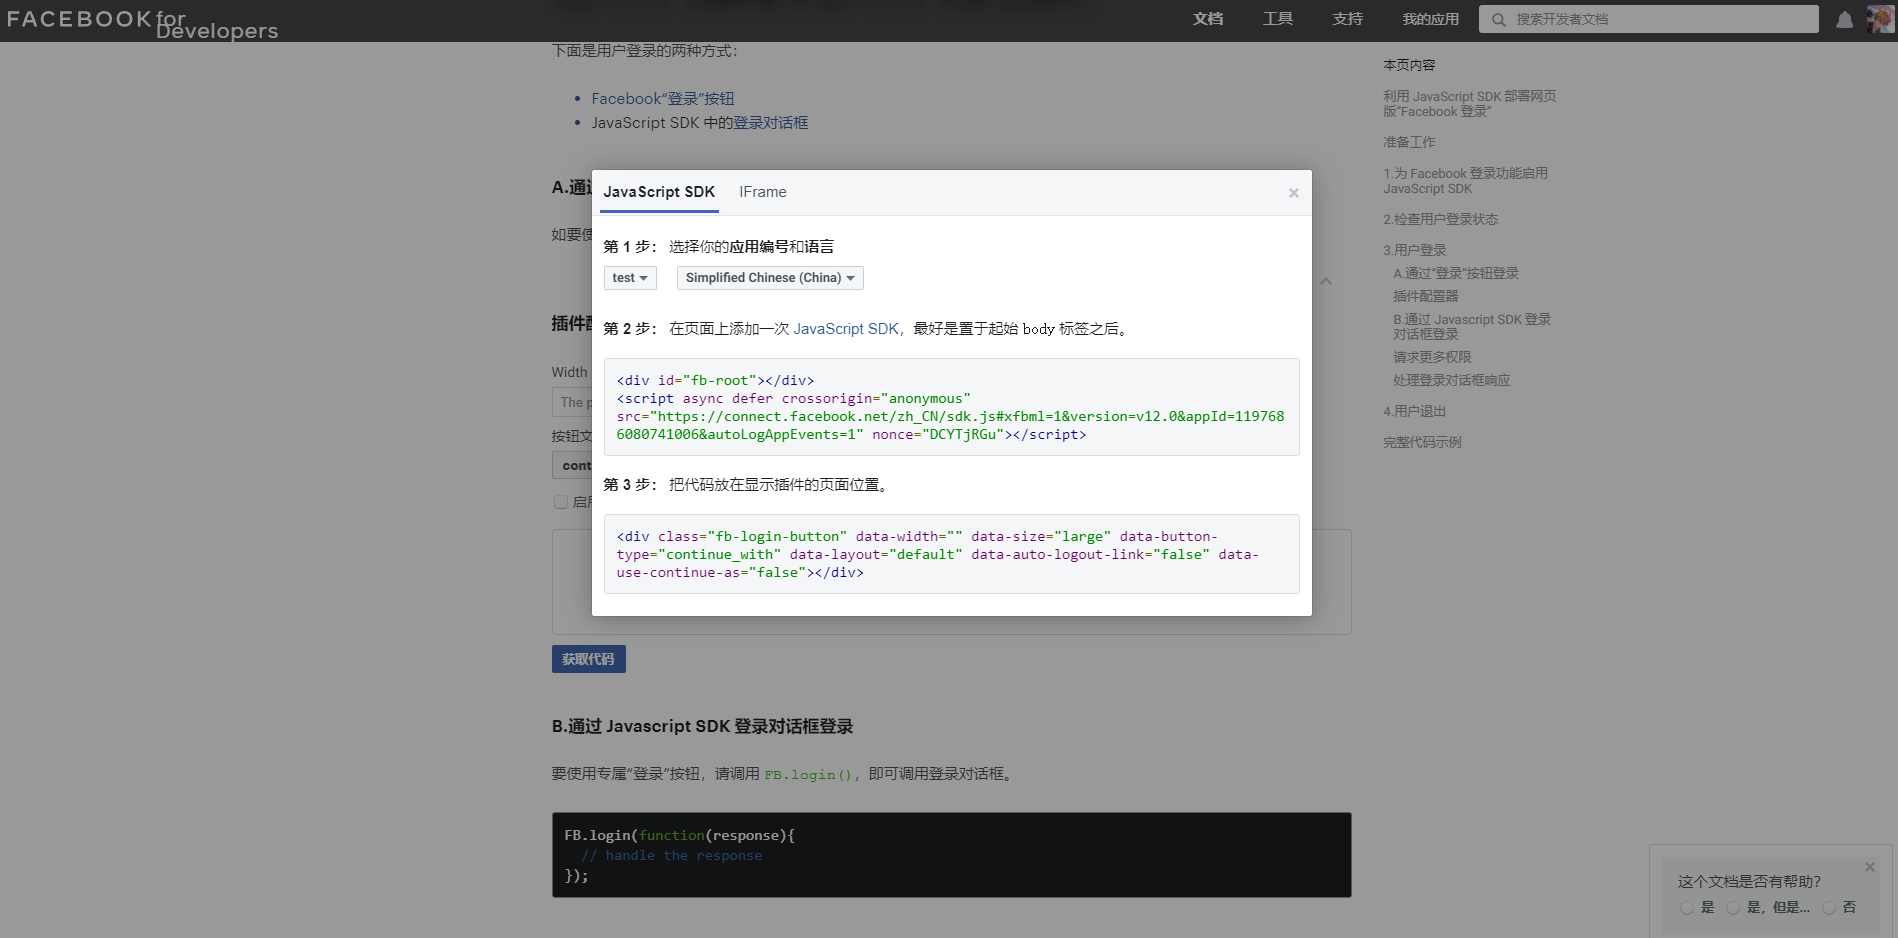 FACEBOOK for Developers
文档
工具
支持
我的应用
搜索开发者文档
下面是用户登录的两种方式：
Facebook“登录”按钮
JavaScript SDK 中的登录对话框
A.通过
如要使
插件配
Width
The p
按钮文
cont
启用
JavaScript SDK
IFrame
×
第 1 步： 选择你的应用编号和语言
test
Simplified Chinese (China)
第 2 步： 在页面上添加一次 JavaScript SDK，最好是置于起始 body 标签之后。
<div id="fb-root"></div>
<script async defer crossorigin="anonymous"
src="https://connect.facebook.net/zh_CN/sdk.js#xfbml=1&version=v12.0&appId=119768
6080741006&autoLogAppEvents=1" nonce="DCYTjRGu"></script>
第 3 步： 把代码放在显示插件的页面位置。
<div class="fb-login-button" data-width="" data-size="large" data-button-
type="continue_with" data-layout="default" data-auto-logout-link="false" data-
use-continue-as="false"></div>
获取代码
B.通过 Javascript SDK 登录对话框登录
要使用专属“登录”按钮，请调用 FB.login()，即可调用登录对话框。
FB.login(function(response){
// handle the response
});
本页内容
利用 JavaScript SDK 部署网页
版“Facebook 登录”
准备工作
1.为 Facebook 登录功能启用
JavaScript SDK
2.检查用户登录状态
3.用户登录
A.通过“登录”按钮登录
插件配置器
B.通过 Javascript SDK 登录
对话框登录
请求更多权限
处理登录对话框响应
4.用户退出
完整代码示例
这个文档是否有帮助？
是
是，但是...
否